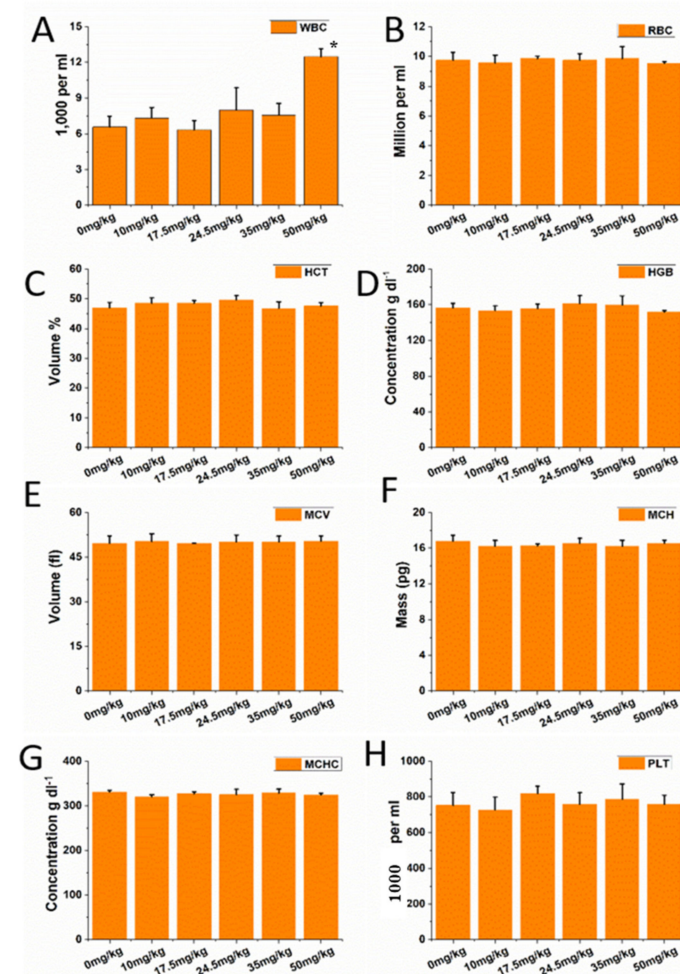 A
WBC
1,000 per ml
15
12
9
6
3
0
*
0mg/kg
10mg/kg
17.5mg/kg
24.5mg/kg
35mg/kg
50mg/kg
B
RBC
Million per ml
12
10
8
6
4
2
0
0mg/kg
10mg/kg
17.5mg/kg
24.5mg/kg
35mg/kg
50mg/kg
C
HCT
Volume %
60
50
40
30
20
10
0
0mg/kg
10mg/kg
17.5mg/kg
24.5mg/kg
35mg/kg
50mg/kg
D
HGB
Concentration g dl⁻¹
200
160
120
80
40
0
0mg/kg
10mg/kg
17.5mg/kg
24.5mg/kg
35mg/kg
50mg/kg
E
MCV
Volume (fl)
60
45
30
15
0
0mg/kg
10mg/kg
17.5mg/kg
24.5mg/kg
35mg/kg
50mg/kg
F
MCH
Mass (pg)
20
16
12
8
4
0
0mg/kg
10mg/kg
17.5mg/kg
24.5mg/kg
35mg/kg
50mg/kg
G
MCHC
Concentration g dl⁻¹
400
300
200
100
0
0mg/kg
10mg/kg
17.5mg/kg
24.5mg/kg
35mg/kg
50mg/kg
H
PLT
1000 per ml
1000
800
600
400
200
0
0mg/kg
10mg/kg
17.5mg/kg
24.5mg/kg
35mg/kg
50mg/kg